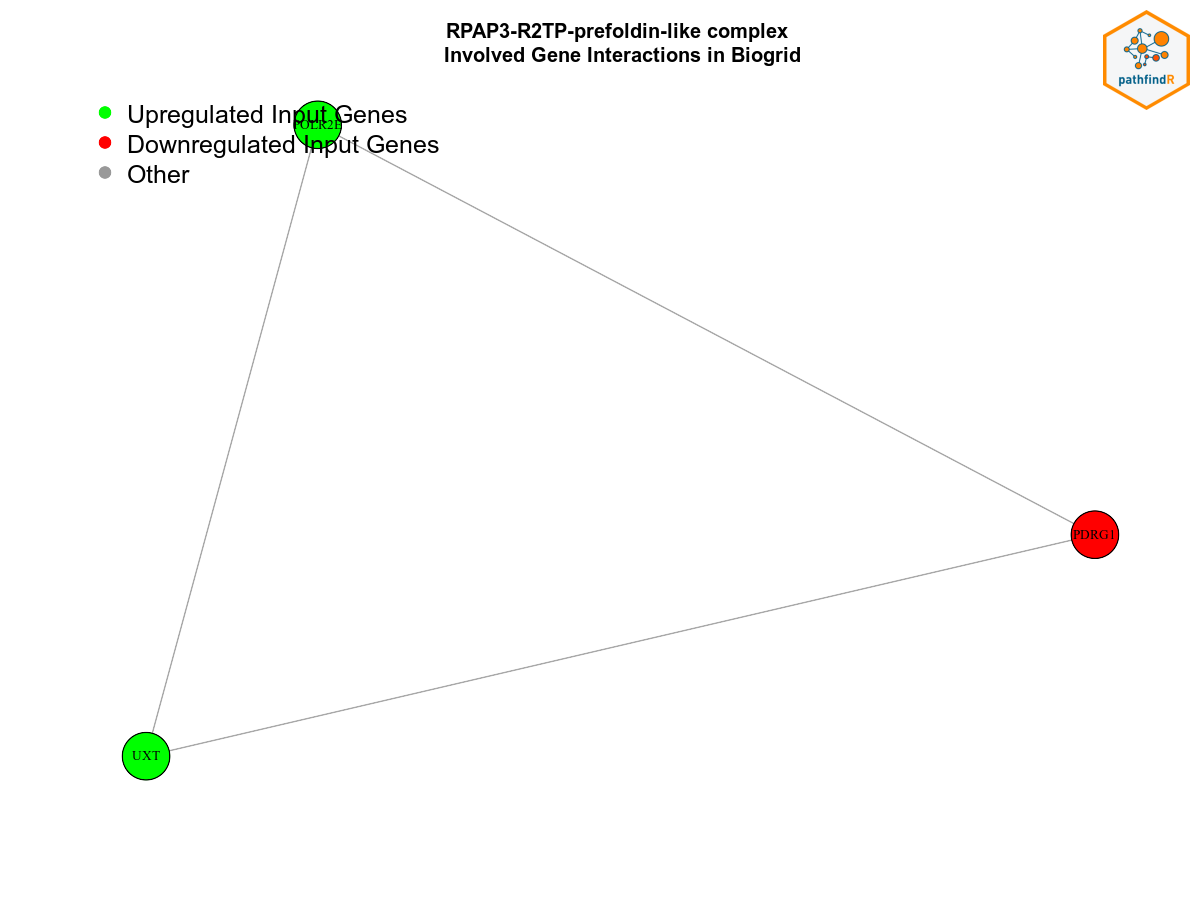 RPAP3-R2TP-prefoldin-like complex
Involved Gene Interactions in Biogrid
pathfindR
Upregulated Input Genes
POLR2E
Downregulated Input Genes
Other
PDRG1
UXT